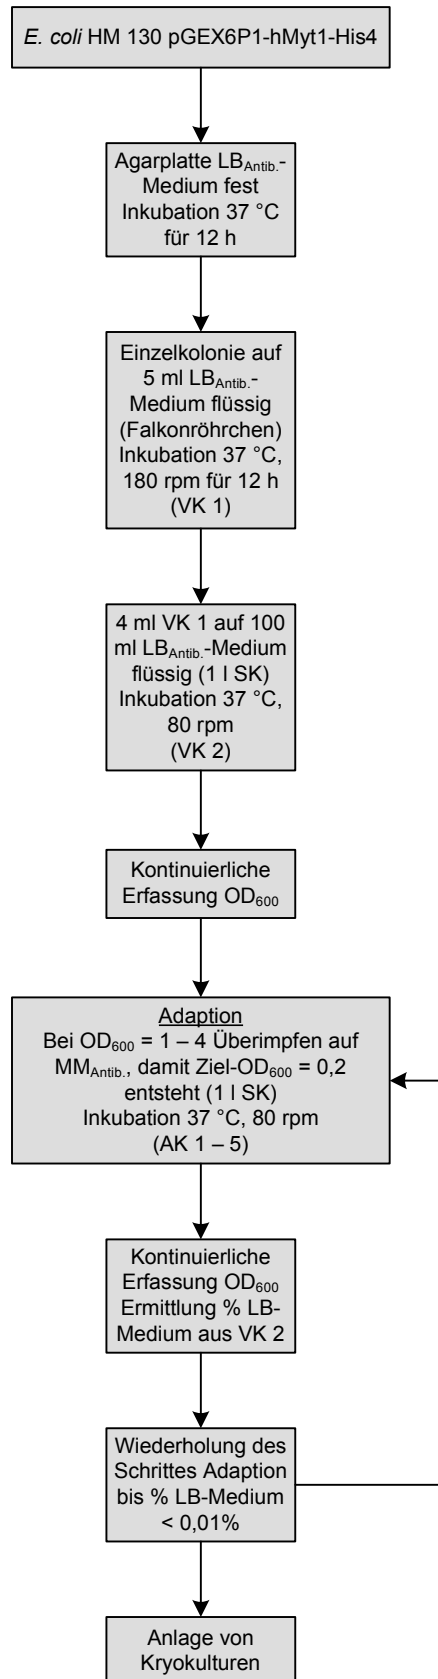 E. coli HM 130 pGEX6P1-hMyt1-His4
Agarplatte LBAntib.-
Medium fest
Inkubation 37 °C
für 12 h
Einzelkolonie auf
5 ml LBAntib.-
Medium flüssig
(Falkonröhrchen)
Inkubation 37 °C,
180 rpm für 12 h
(VK 1)
4 ml VK 1 auf 100
ml LBAntib.-Medium
flüssig (1 l SK)
Inkubation 37 °C,
80 rpm
(VK 2)
Kontinuierliche
Erfassung OD600
Adaption
Bei OD600 = 1 – 4 Überimpfen auf
MMAntib., damit Ziel-OD600 = 0,2
entsteht (1 l SK)
Inkubation 37 °C, 80 rpm
(AK 1 – 5)
Kontinuierliche
Erfassung OD600
Ermittlung % LB-
Medium aus VK 2
Wiederholung des
Schrittes Adaption
bis % LB-Medium
< 0,01%
Anlage von
Kryokulturen